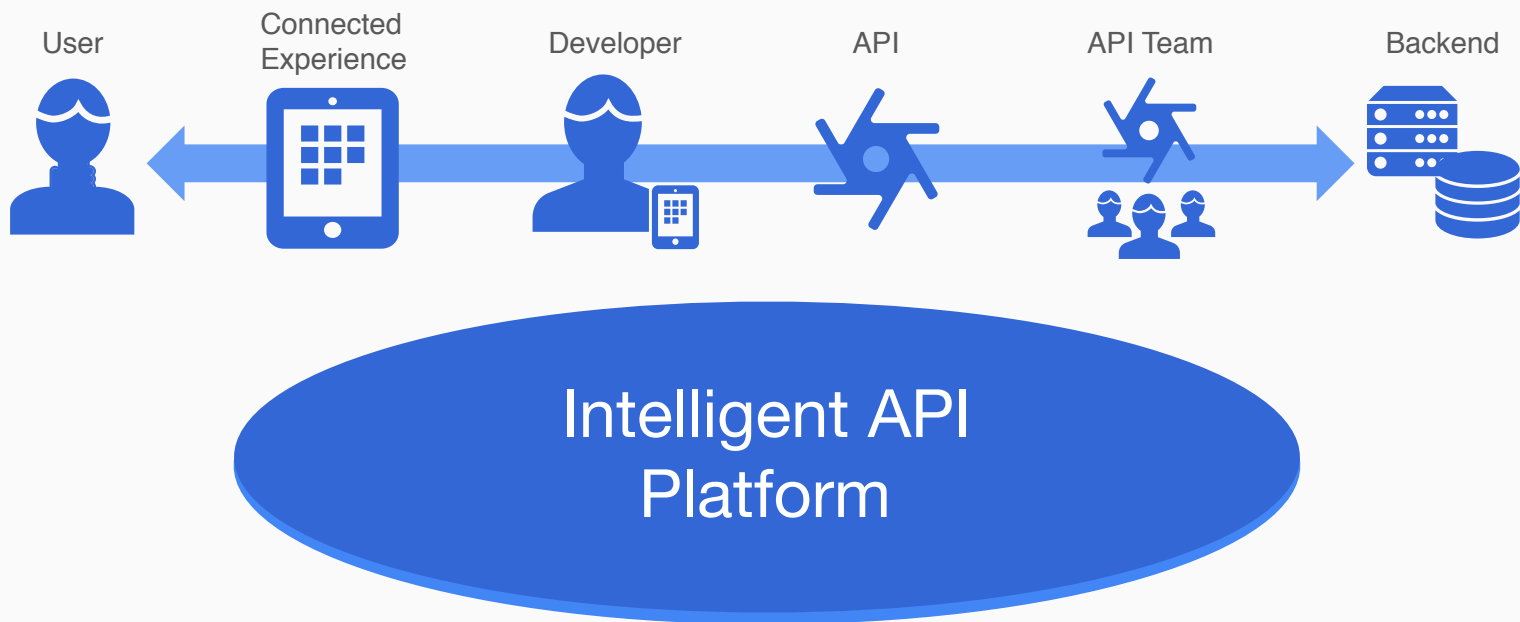 User
Connected
Experience
Developer
API
API Team
Backend
Intelligent API
Platform